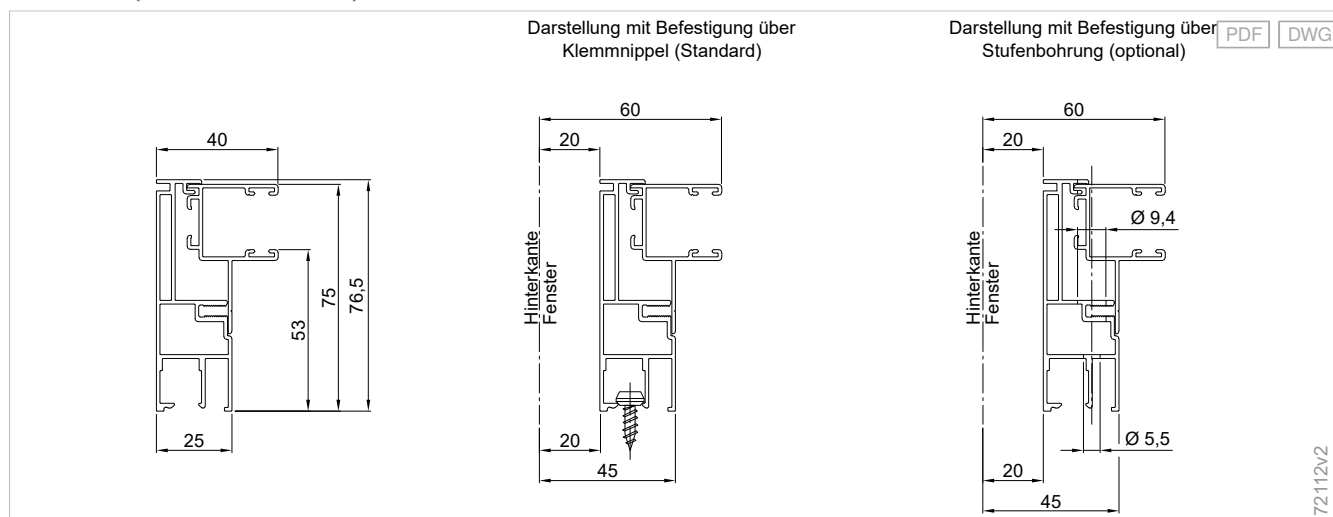 Darstellung mit Befestigung über
Klemmnippel (Standard)
Darstellung mit Befestigung über
Stufenbohrung (optional)
PDF
DWG
40
53
75
76,5
25
60
20
Hinterkante
Fenster
20
45
60
20
Ø 9,4
Hinterkante
Fenster
Ø 5,5
20
45
72112v2